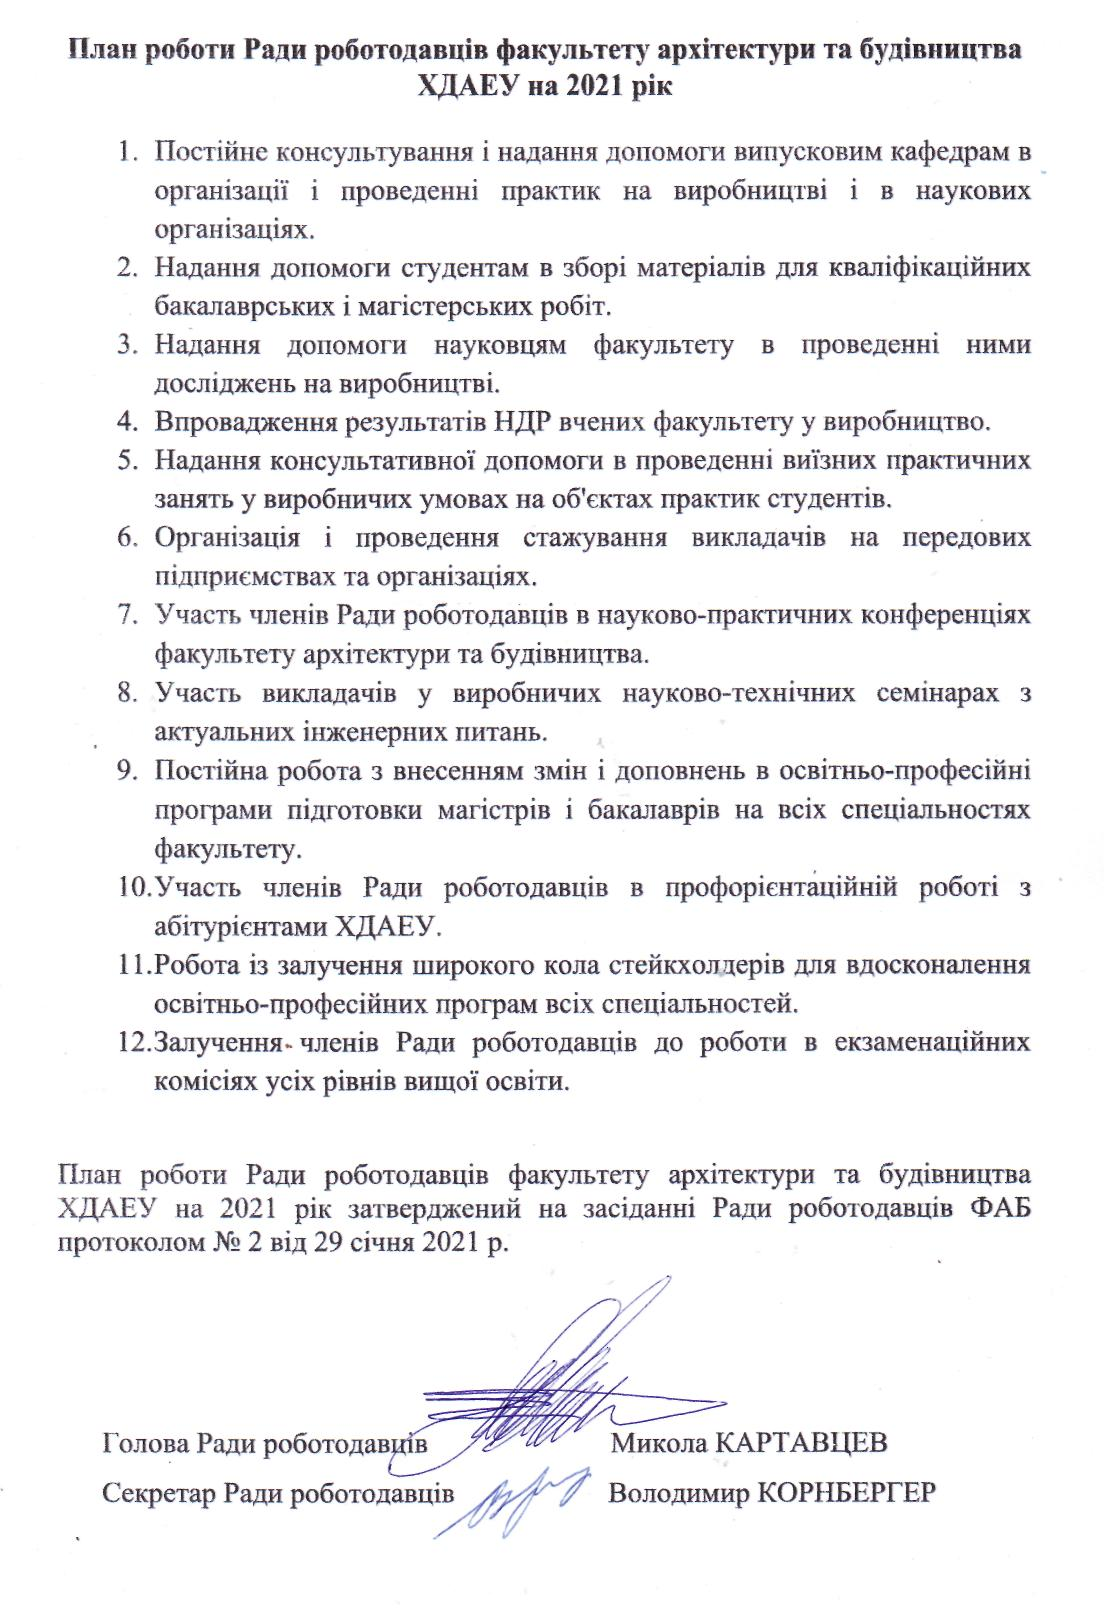 План роботи Ради роботодавців факультету архітектури та будівництва
ХДАЕУ на 2021 рік
1. Постійне консультування і надання допомоги випусковим кафедрам в
організації і проведенні практик на виробництві і в наукових
організаціях.
2. Надання допомоги студентам в зборі матеріалів для кваліфікаційних
бакалаврських і магістерських робіт.
3. Надання допомоги науковцям факультету в проведенні ними
досліджень на виробництві.
4. Впровадження результатів НДР вчених факультету у виробництво.
5. Надання консультативної допомоги в проведенні виїзних практичних
занять у виробничих умовах на об'єктах практик студентів.
6. Організація і проведення стажування викладачів на передових
підприємствах та організаціях.
7. Участь членів Ради роботодавців в науково-практичних конференціях
факультету архітектури та будівництва.
8. Участь викладачів у виробничих науково-технічних семінарах з
актуальних інженерних питань.
9. Постійна робота з внесенням змін і доповнень в освітньо-професійні
програми підготовки магістрів і бакалаврів на всіх спеціальностях
факультету.
10.Участь членів Ради роботодавців в профорієнтаційній роботі з
абітурієнтами ХДАЕУ.
11.Робота із залучення широкого кола стейкхолдерів для вдосконалення
освітньо-професійних програм всіх спеціальностей.
12.Залучення членів Ради роботодавців до роботи в екзаменаційних
комісіях усіх рівнів вищої освіти.
План роботи Ради роботодавців факультету архітектури та будівництва
ХДАЕУ на 2021 рік затверджений на засіданні Ради роботодавців ФАБ
протоколом № 2 від 29 січня 2021 р.
Голова Ради роботодавців Микола КАРТАВЦЕВ
Секретар Ради роботодавців Володимир КОРНБЕРГЕР